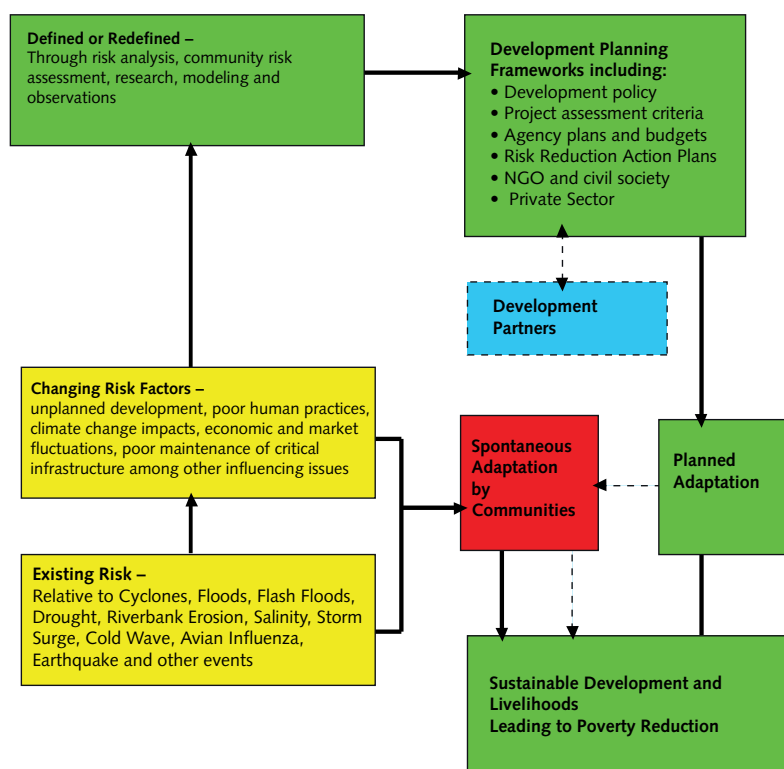 Defined or Redefined –
Through risk analysis, community risk
assessment, research, modeling and
observations
Development Planning
Frameworks including:
• Development policy
• Project assessment criteria
• Agency plans and budgets
• Risk Reduction Action Plans
• NGO and civil society
• Private Sector
Development
Partners
Changing Risk Factors –
unplanned development, poor human practices,
climate change impacts, economic and market
fluctuations, poor maintenance of critical
infrastructure among other influencing issues
Spontaneous
Adaptation
by
Communities
Planned
Adaptation
Existing Risk –
Relative to Cyclones, Floods, Flash Floods,
Drought, Riverbank Erosion, Salinity, Storm
Surge, Cold Wave, Avian Influenza,
Earthquake and other events
Sustainable Development and
Livelihoods
Leading to Poverty Reduction